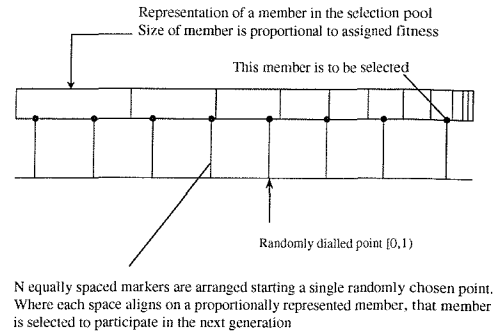 Representation of a member in the selection pool
Size of member is proportional to assigned fitness
This member is to be selected
Randomly dialled point [0,1)
N equally spaced markers are arranged starting a single randomly chosen point.
Where each space aligns on a proportionally represented member, that member
is selected to participate in the next generation